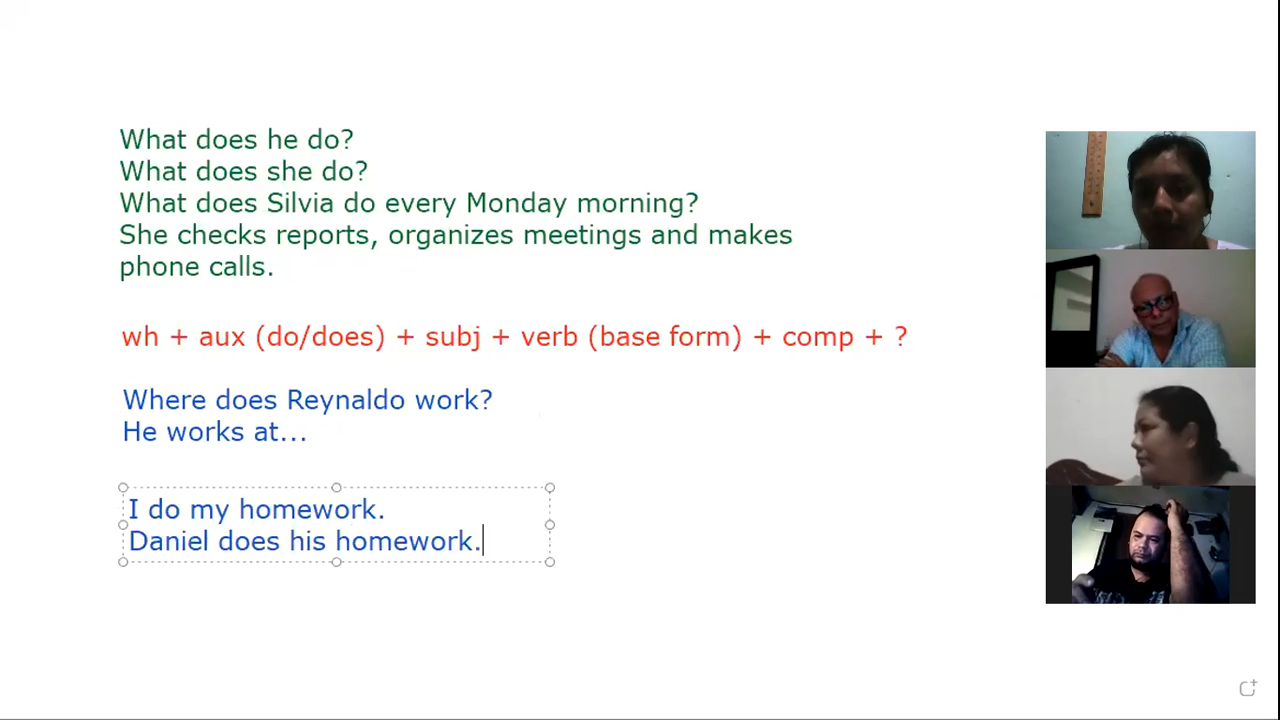 What does he do?
What does she do?
What does Silvia do every Monday morning?
She checks reports, organizes meetings and makes
phone calls.
wh + aux (do/does) + subj + verb (base form) + comp + ?
Where does Reynaldo work?
He works at...
I do my homework.
Daniel does his homework.